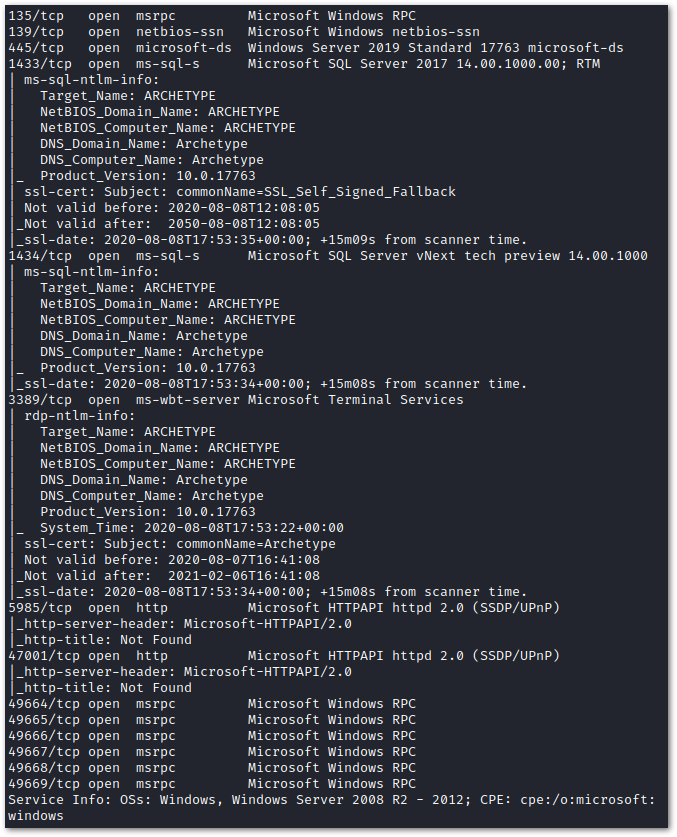 135/tcp   open  msrpc         Microsoft Windows RPC
139/tcp   open  netbios-ssn   Microsoft Windows netbios-ssn
445/tcp   open  microsoft-ds  Windows Server 2019 Standard 17763 microsoft-ds
1433/tcp  open  ms-sql-s      Microsoft SQL Server 2017 14.00.1000.00; RTM
| ms-sql-ntlm-info:
|   Target_Name: ARCHETYPE
|   NetBIOS_Domain_Name: ARCHETYPE
|   NetBIOS_Computer_Name: ARCHETYPE
|   DNS_Domain_Name: Archetype
|   DNS_Computer_Name: Archetype
|_  Product_Version: 10.0.17763
| ssl-cert: Subject: commonName=SSL_Self_Signed_Fallback
| Not valid before: 2020-08-08T12:08:05
|_Not valid after:  2050-08-08T12:08:05
|_ssl-date: 2020-08-08T17:53:35+00:00; +15m09s from scanner time.
1434/tcp  open  ms-sql-s      Microsoft SQL Server vNext tech preview 14.00.1000
| ms-sql-ntlm-info:
|   Target_Name: ARCHETYPE
|   NetBIOS_Domain_Name: ARCHETYPE
|   NetBIOS_Computer_Name: ARCHETYPE
|   DNS_Domain_Name: Archetype
|   DNS_Computer_Name: Archetype
|_  Product_Version: 10.0.17763
|_ssl-date: 2020-08-08T17:53:34+00:00; +15m08s from scanner time.
3389/tcp  open  ms-wbt-server Microsoft Terminal Services
| rdp-ntlm-info:
|   Target_Name: ARCHETYPE
|   NetBIOS_Domain_Name: ARCHETYPE
|   NetBIOS_Computer_Name: ARCHETYPE
|   DNS_Domain_Name: Archetype
|   DNS_Computer_Name: Archetype
|   Product_Version: 10.0.17763
|_  System_Time: 2020-08-08T17:53:22+00:00
| ssl-cert: Subject: commonName=Archetype
| Not valid before: 2020-08-07T16:41:08
|_Not valid after:  2021-02-06T16:41:08
|_ssl-date: 2020-08-08T17:53:34+00:00; +15m08s from scanner time.
5985/tcp  open  http          Microsoft HTTPAPI httpd 2.0 (SSDP/UPnP)
|_http-server-header: Microsoft-HTTPAPI/2.0
|_http-title: Not Found
47001/tcp open  http          Microsoft HTTPAPI httpd 2.0 (SSDP/UPnP)
|_http-server-header: Microsoft-HTTPAPI/2.0
|_http-title: Not Found
49664/tcp open  msrpc         Microsoft Windows RPC
49665/tcp open  msrpc         Microsoft Windows RPC
49666/tcp open  msrpc         Microsoft Windows RPC
49667/tcp open  msrpc         Microsoft Windows RPC
49668/tcp open  msrpc         Microsoft Windows RPC
49669/tcp open  msrpc         Microsoft Windows RPC
Service Info: OSs: Windows, Windows Server 2008 R2 - 2012; CPE: cpe:/o:microsoft:
windows